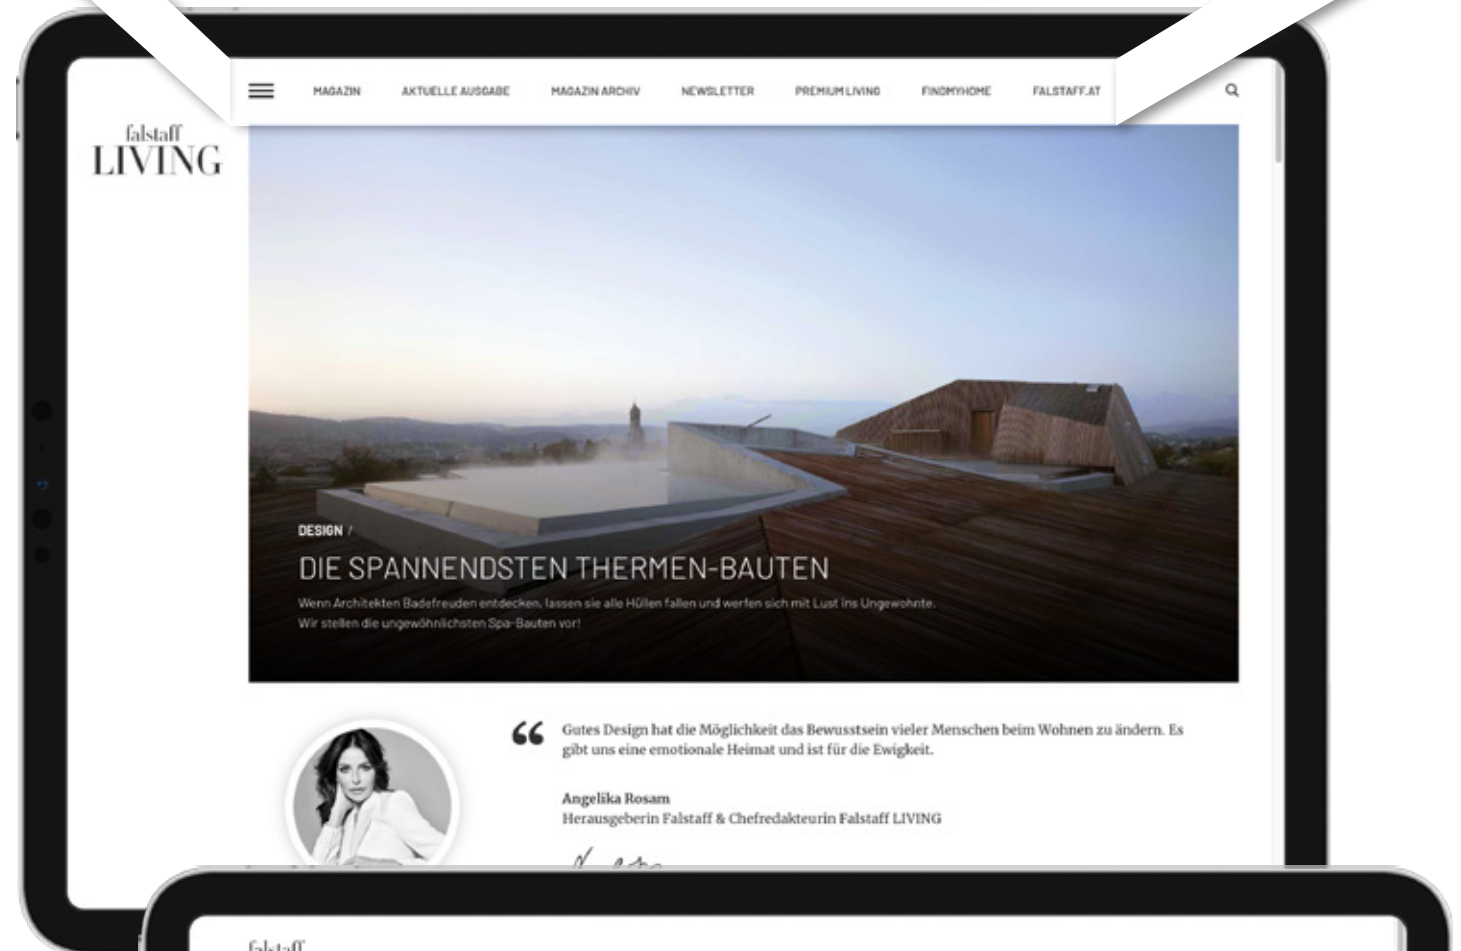 MAGAZIN AKTUELLE AUSGABE MAGAZIN ARCHIV NEWSLETTER PREMIUM LIVING FINDMYHOME FALSTAFF.AT
falstaff
LIVING
DESIGN /
DIE SPANNENDSTEN THERMEN-BAUTEN
Wenn Architekten Badefreuden entdecken, lassen sie alle Hüllen fallen und werfen sich mit Lust ins Ungewohnte.
Wir stellen die ungewöhnlichsten Spa-Bauten vor!
“ Gutes Design hat die Möglichkeit das Bewusstsein vieler Menschen beim Wohnen zu ändern. Es
gibt uns eine emotionale Heimat und ist für die Ewigkeit.
Angelika Rosam
Herausgeberin Falstaff & Chefredakteurin Falstaff LIVING
falstaff